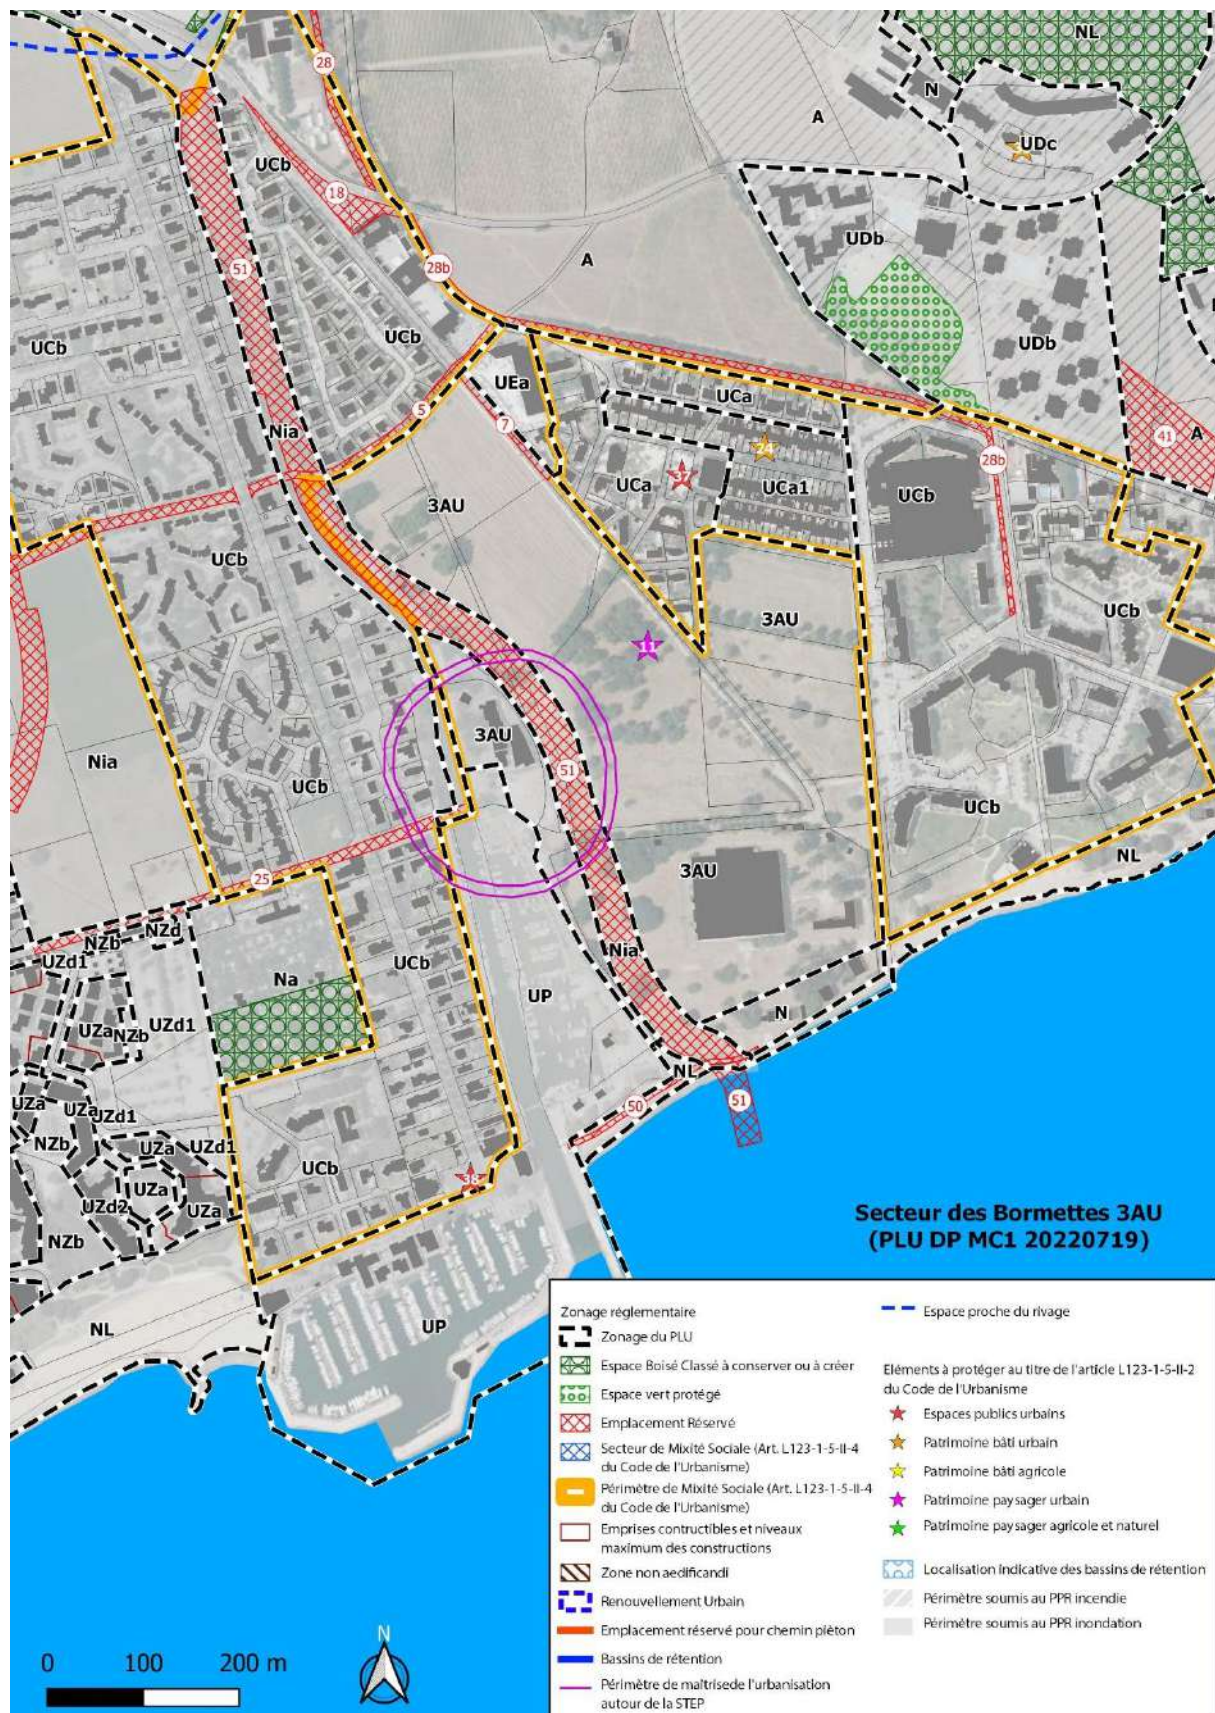 NL
28
N
A
UDc
UCb
18
UDb
28b
A
51
UCb
UCb
UDb
UEa
UCa
5
7
41
A
Nia
24
28b
37
UCa
UCa1
UCb
3AU
UCb
3AU
UCb
11
3AU
Nia
51
UCb
UCb
NL
3AU
25
NZd
NZb
UZd1
Nia
UCb
Na
UP
UZa
NZb
UZd1
N
NL
51
50
UZa
UZa
UZd1
NZb
UZa
UZd1
UCb
38
UZa
UZd2
UZa
NZb
Secteur des Bormettes 3AU
(PLU DP MC1 20220719)
NL
UP
Zonage réglementaire
Zonage du PLU
Espace Boisé Classé à conserver ou à créer
Espace vert protégé
Emplacement Réservé
Secteur de Mixité Sociale (Art. L123-1-5-II-4
du Code de l'Urbanisme)
Périmètre de Mixité Sociale (Art. L123-1-5-II-4
du Code de l'Urbanisme)
Emprises contructibles et niveaux
maximum des constructions
Zone non aedificandi
Renouvellement Urbain
Emplacement réservé pour chemin pièton
Bassins de rétention
Périmètre de maîtrisede l'urbanisation
autour de la STEP
Espace proche du rivage
Eléments à protéger au titre de l'article L123-1-5-II-2
du Code de l'Urbanisme
Espaces publics urbains
Patrimoine bâti urbain
Patrimoine bâti agricole
Patrimoine paysager urbain
Patrimoine paysager agricole et naturel
Localisation indicative des bassins de rétention
Périmètre soumis au PPR incendie
Périmètre soumis au PPR inondation
N
0 100 200 m